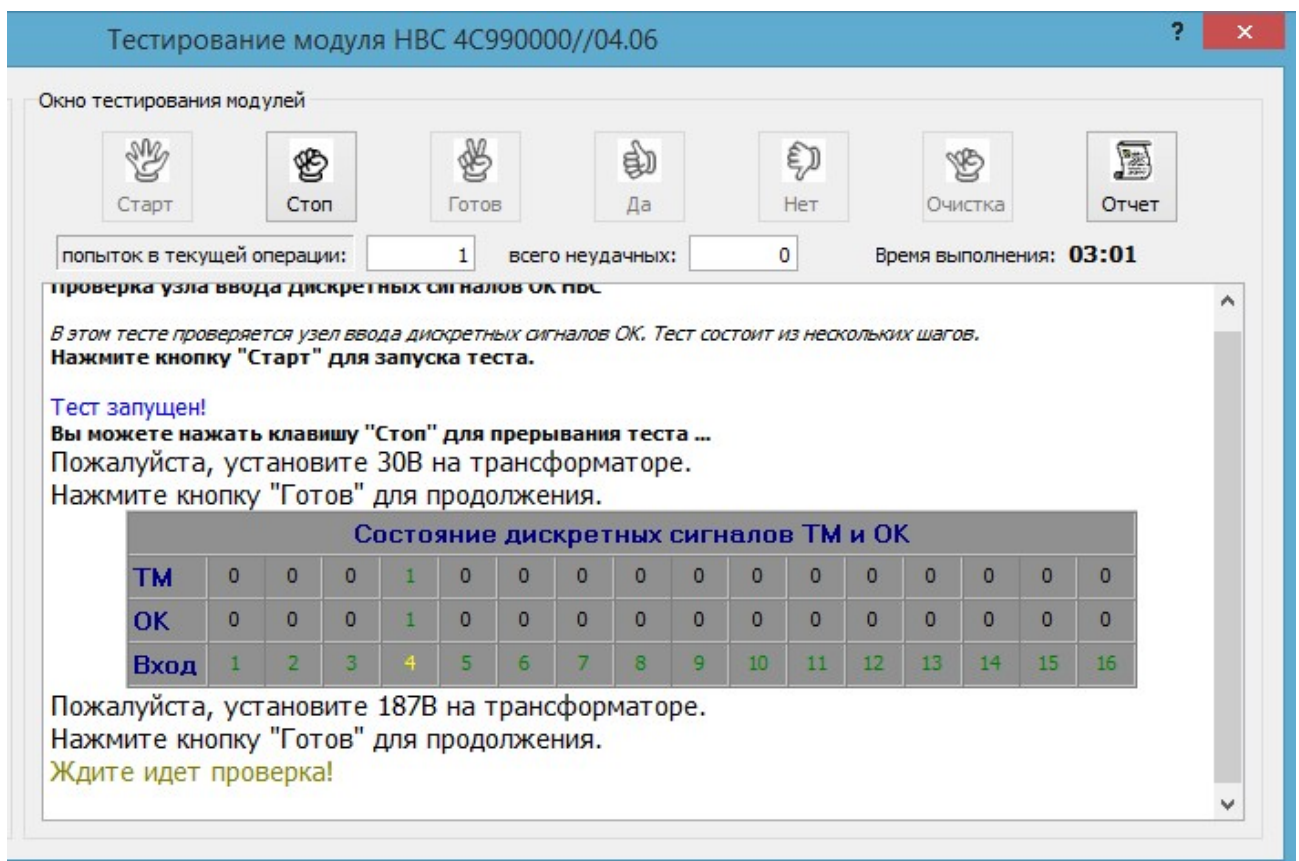 Тестирование модуля НВС 4C990000//04.06
?
×
Окно тестирования модулей
Старт
Стоп
Готов
Да
Нет
Очистка
Отчет
попыток в текущей операции: 1 всего неудачных: 0 Время выполнения: 03:01
Проверка узла ввода дискретных сигналов ОК НВС
В этом тесте проверяется узел ввода дискретных сигналов ОК. Тест состоит из нескольких шагов.
Нажмите кнопку "Старт" для запуска теста.
Тест запущен!
Вы можете нажать клавишу "Стоп" для прерывания теста ...
Пожалуйста, установите 30В на трансформаторе.
Нажмите кнопку "Готов" для продолжения.
Состояние дискретных сигналов ТМ и ОК
ТМ 0 0 0 1 0 0 0 0 0 0 0 0 0 0 0 0
ОК 0 0 0 1 0 0 0 0 0 0 0 0 0 0 0 0
Вход 1 2 3 4 5 6 7 8 9 10 11 12 13 14 15 16
Пожалуйста, установите 187В на трансформаторе.
Нажмите кнопку "Готов" для продолжения.
Ждите идет проверка!